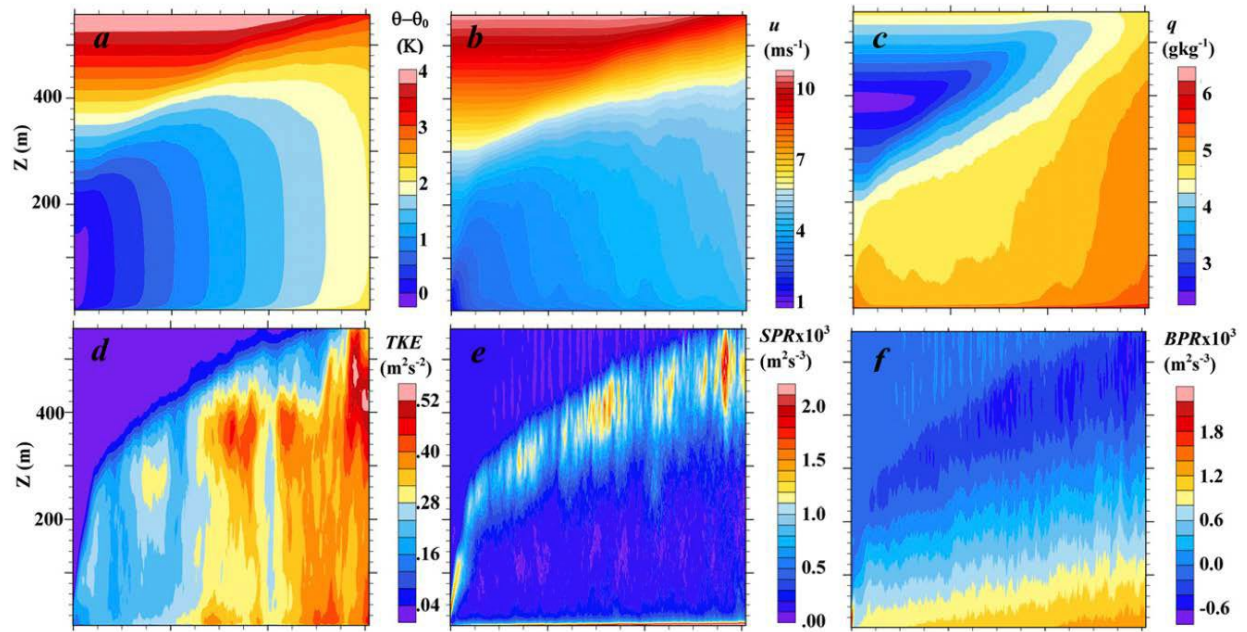 a
θ–θ₀
(K)
4
3
2
1
0
Z (m)
400
200
b
u
(ms⁻¹)
10
7
4
1
c
q
(gkg⁻¹)
6
5
4
3
d
TKE
(m²s⁻²)
.52
.40
.28
.16
.04
Z (m)
400
200
e
SPRx10³
(m²s⁻³)
2.0
1.5
1.0
.05
.00
f
BPRx10³
(m²s⁻³)
1.8
1.2
0.6
0.0
-0.6